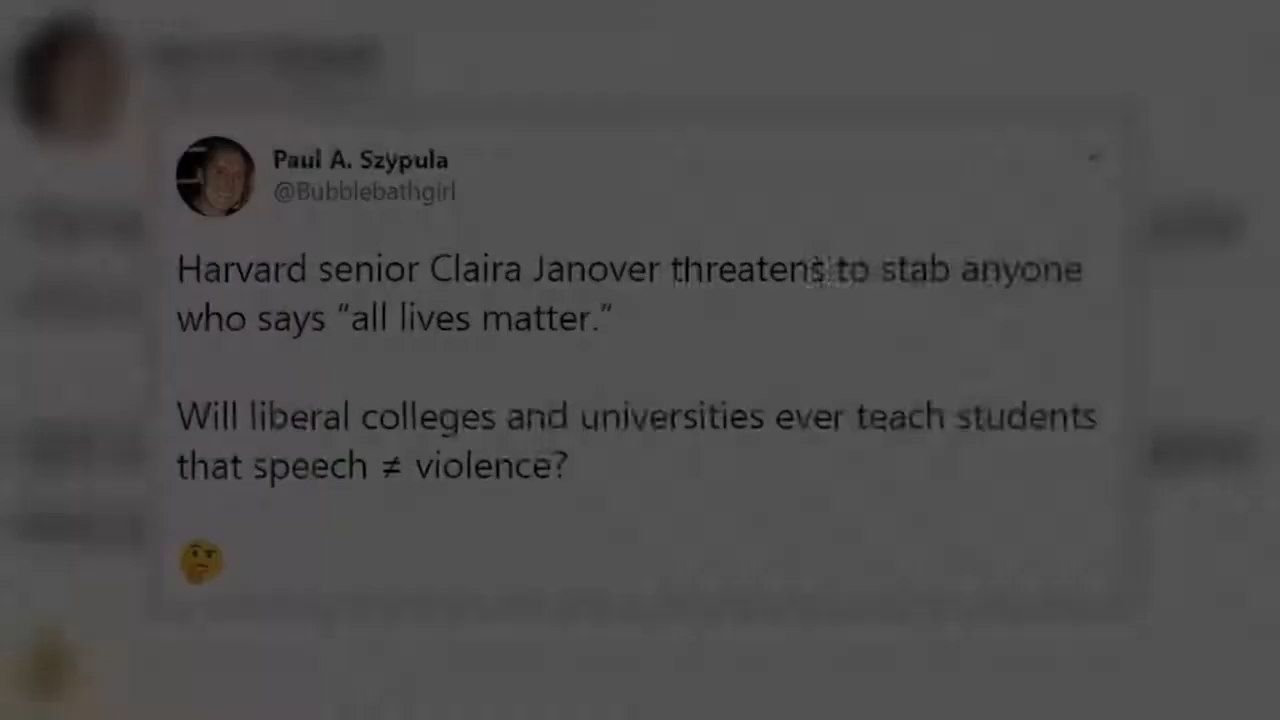 Paul A. Szypula
@Bubblebathgirl
Harvard senior Claira Janover threatens to stab anyone
who says “all lives matter.”
Will liberal colleges and universities ever teach students
that speech ≠ violence?
🤔